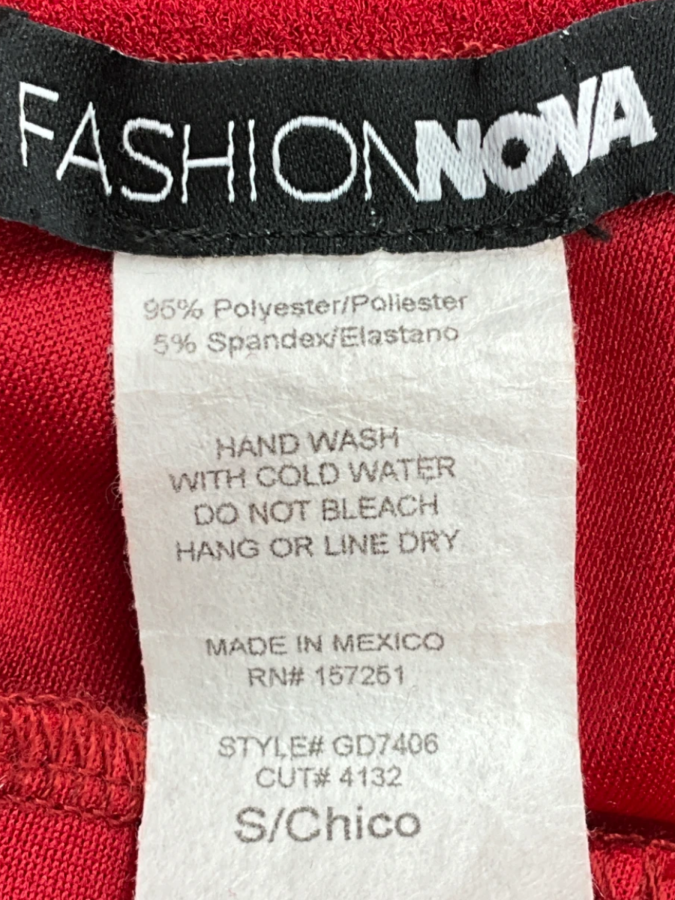 FASHIONNOVA
95% Polyester/Poliester
5% Spandex/Elastano
HAND WASH
WITH COLD WATER
DO NOT BLEACH
HANG OR LINE DRY
MADE IN MEXICO
RN# 157251
STYLE# GD7406
CUT# 4132
S/Chico